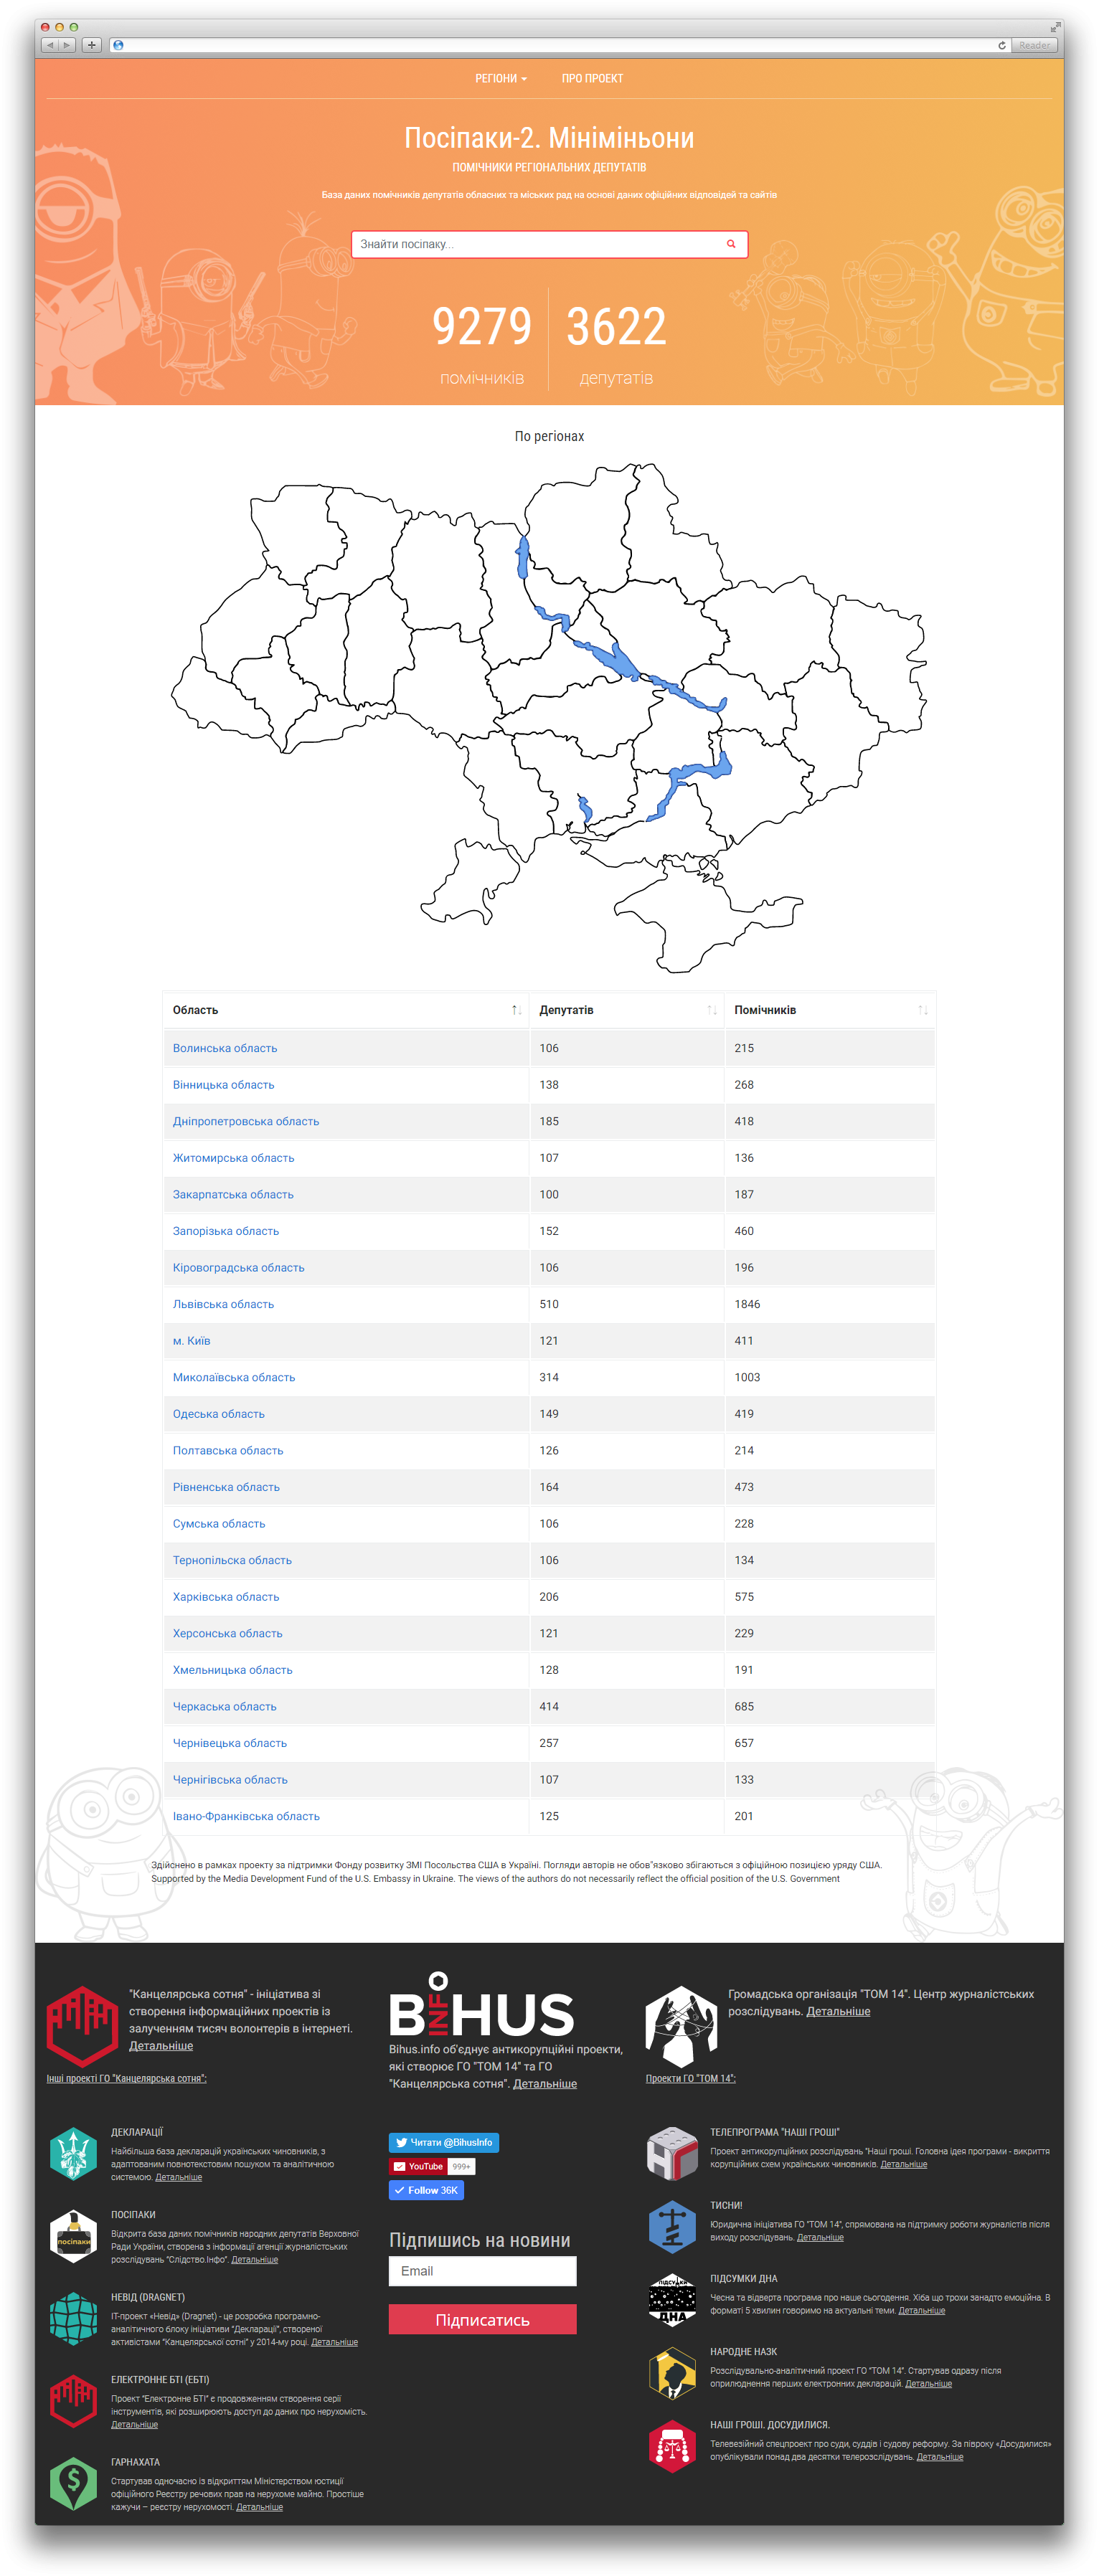 Reader
РЕГІОНИ
ПРО ПРОЕКТ
Посіпаки-2. Мініміньони
ПОМІЧНИКИ РЕГІОНАЛЬНИХ ДЕПУТАТІВ
База даних помічників депутатів обласних та міських рад на основі даних офіційних відповідей та сайтів
Знайти посіпаку...
9279 3622
помічників депутатів
По регіонах
Область Депутатів Помічників
Волинська область 106 215
Вінницька область 138 268
Дніпропетровська область 185 418
Житомирська область 107 136
Закарпатська область 100 187
Запорізька область 152 460
Кіровоградська область 106 196
Львівська область 510 1846
м. Київ 121 411
Миколаївська область 314 1003
Одеська область 149 419
Полтавська область 126 214
Рівненська область 164 473
Сумська область 106 228
Тернопільска область 106 134
Харківська область 206 575
Херсонська область 121 229
Хмельницька область 128 191
Черкаська область 414 685
Чернівецька область 257 657
Чернігівська область 107 133
Івано-Франківська область 125 201
Здійснено в рамках проекту за підтримки Фонду розвитку ЗМІ Посольства США в Україні. Погляди авторів не обов"язково збігаються з офіційною позицією уряду США.
Supported by the Media Development Fund of the U.S. Embassy in Ukraine. The views of the authors do not necessarily reflect the official position of the U.S. Government
"Канцелярська сотня" - ініціатива зі
створення інформаційних проектів із
залученням тисяч волонтерів в інтернеті.
Детальніше
Інші проекті ГО "Канцелярська сотня":
ДЕКЛАРАЦІЇ
Найбільша база декларацій українських чиновників, з
адаптованим повнотекстовим пошуком та аналітичною
системою. Детальніше
посіпаки
ПОСІПАКИ
Відкрита база даних помічників народних депутатів Верховної
Ради України, створена з інформації агенції журналістських
розслідувань "Слідство.Інфо". Детальніше
НЕВІД (DRAGNET)
ІТ-проект «Невід» (Dragnet) - це розробка програмно-
аналітичного блоку ініціативи "Декларації", створеної
активістами "Канцелярської сотні" у 2014-му році. Детальніше
ЕЛЕКТРОННЕ БТІ (ЕБТІ)
Проект "Електронне БТІ" є продовженням створення серії
інструментів, які розширюють доступ до даних про нерухомість.
Детальніше
$
ГАРНАХАТА
Стартував одночасно із відкриттям Міністерством юстиції
офіційного Реєстру речових прав на нерухоме майно. Простіше
кажучи – реєстру нерухомості. Детальніше
BIHUS
INFO
Bihus.info об'єднує антикорупційні проекти,
які створює ГО "ТОМ 14" та ГО
"Канцелярська сотня". Детальніше
Читати @BihusInfo
YouTube 999+
Follow 36K
Підпишись на новини
Email
Підписатись
Громадська організація "ТОМ 14". Центр журналістських
розслідувань. Детальніше
Проекти ГО "ТОМ 14":
ТЕЛЕПРОГРАМА "НАШІ ГРОШІ"
Проект антикорупційних розслідувань "Наші гроші. Головна ідея програми - викриття
корупційних схем українських чиновників. Детальніше
ТИСНИ!
Юридична ініціатива ГО "ТОМ 14", спрямована на підтримку роботи журналістів після
виходу розслідувань. Детальніше
ПІДСУМКИ
ДНА
ПІДСУМКИ ДНА
Чесна та відверта програма про наше сьогодення. Хіба що трохи занадто емоційна. В
форматі 5 хвилин говоримо на актуальні теми. Детальніше
НАРОДНЕ НАЗК
Розслідувально-аналітичний проект ГО "ТОМ 14". Стартував одразу після
оприлюднення перших електронних декларацій. Детальніше
НАШІ ГРОШІ. ДОСУДИЛИСЯ.
Телевезійний спецпроект про суди, суддів і судову реформу. За півроку «Досудилися»
опублікували понад два десятки телерозслідувань. Детальніше